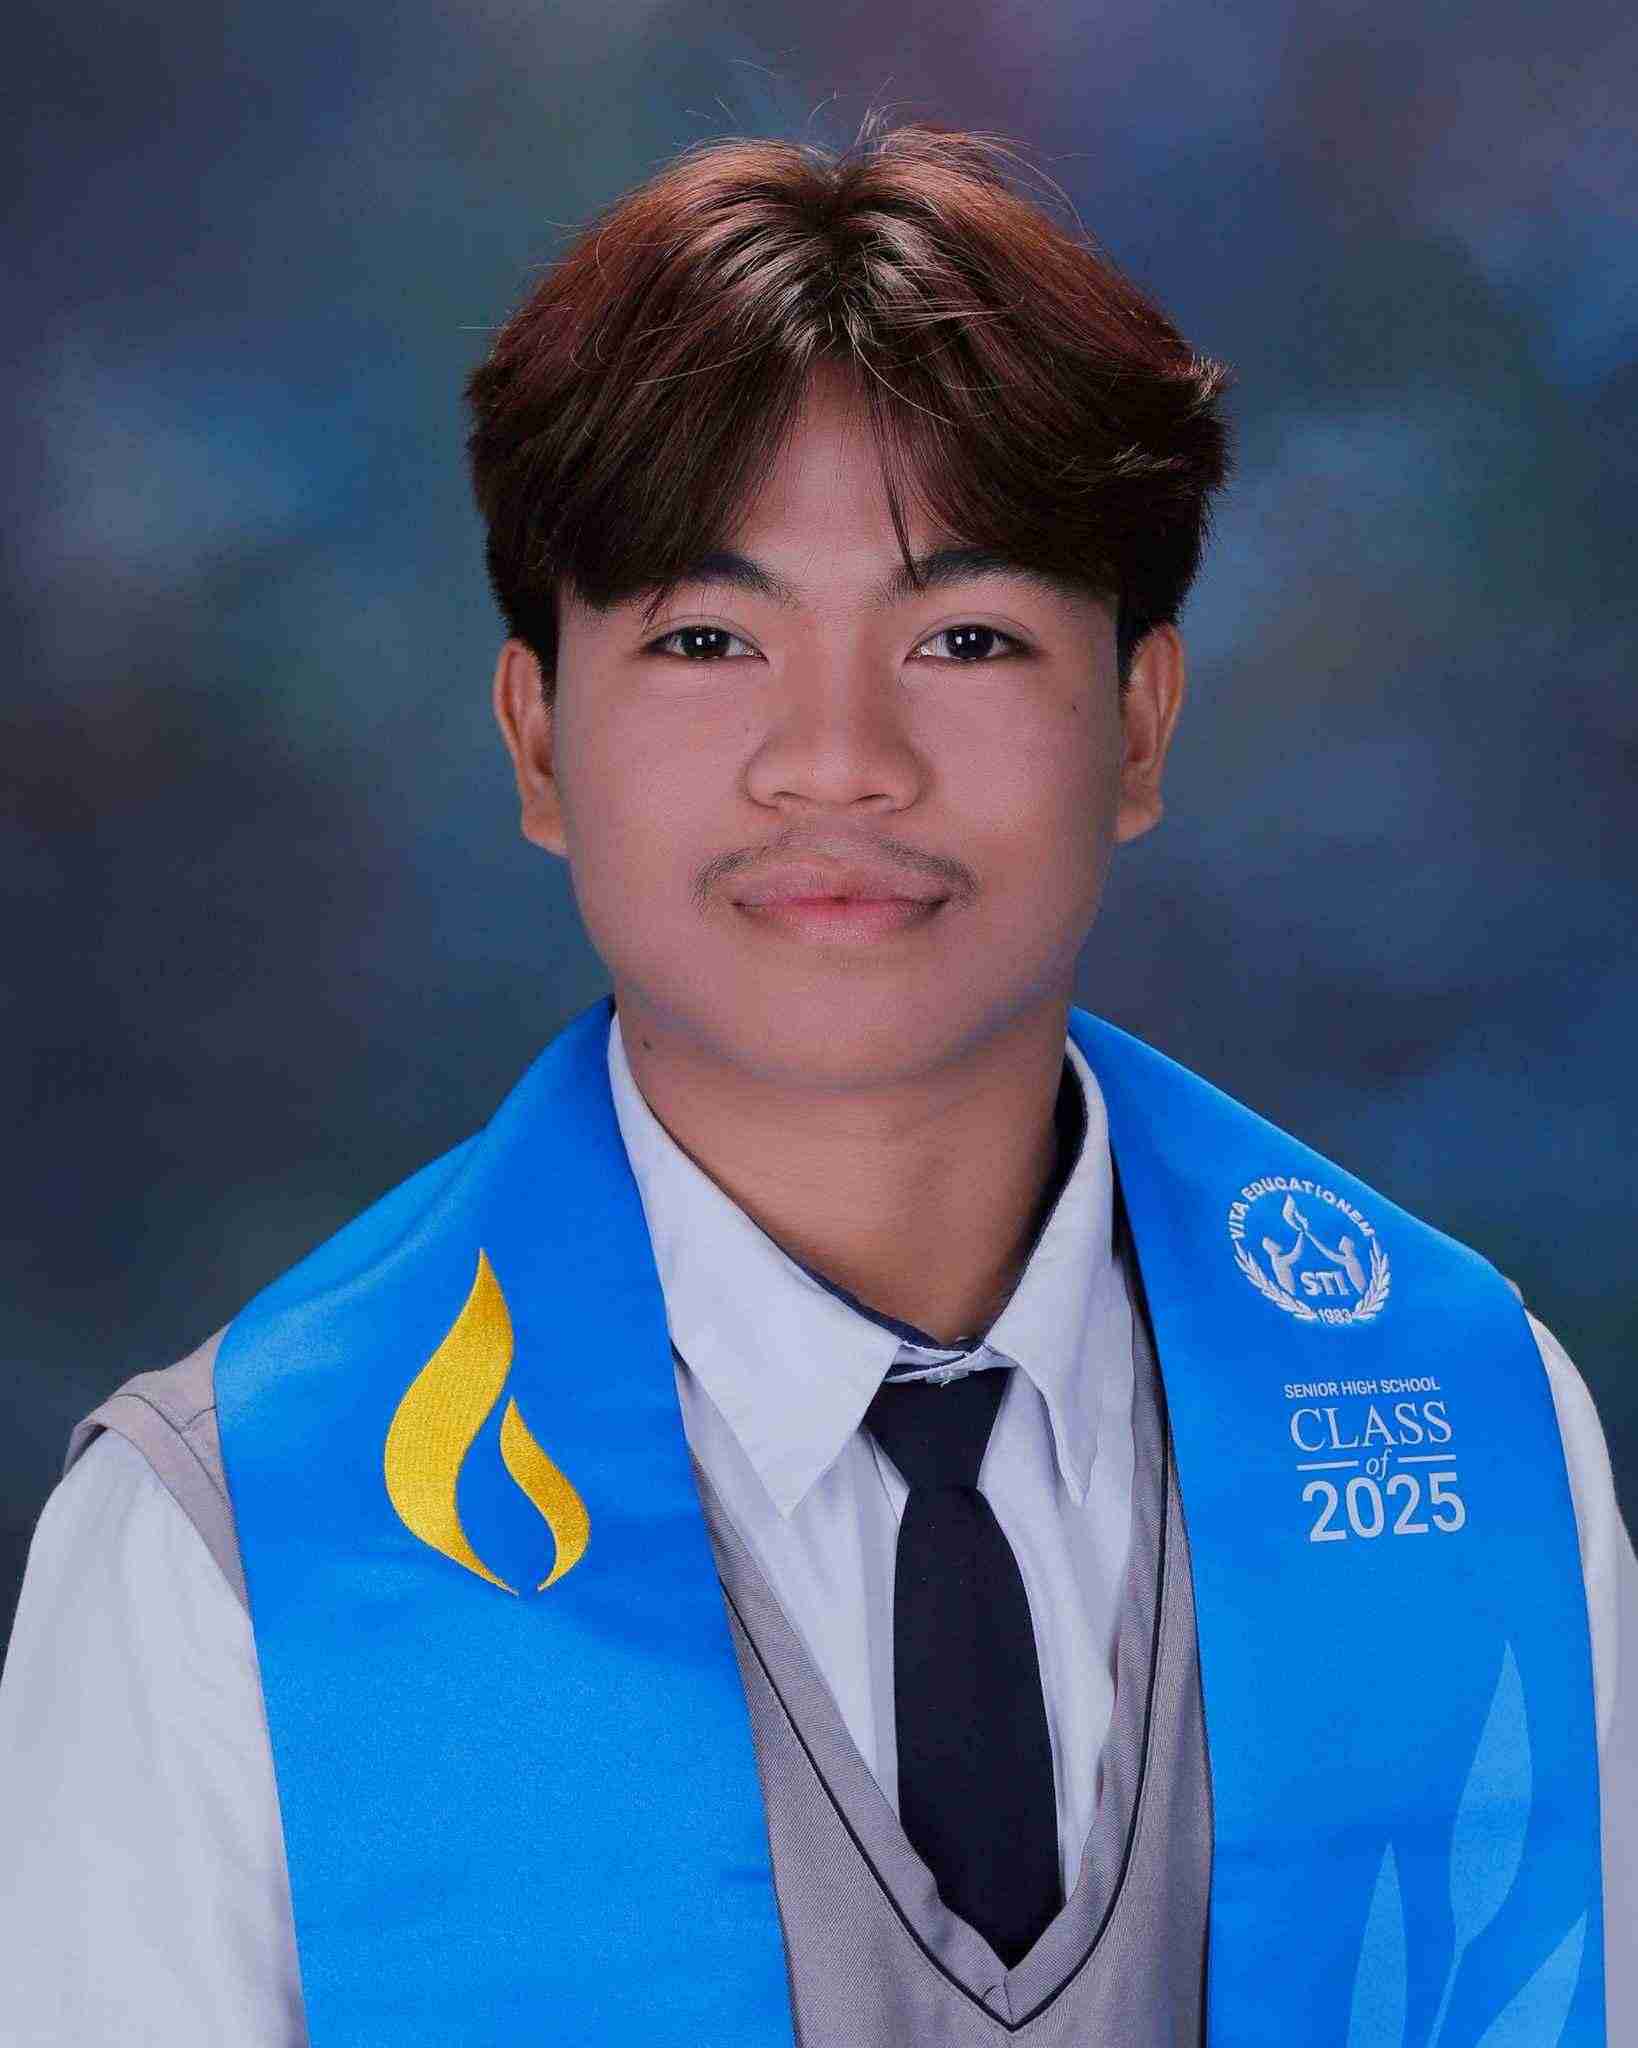 VITA EDUCATIONEM
STI
1983
SENIOR HIGH SCHOOL
CLASS
of
2025